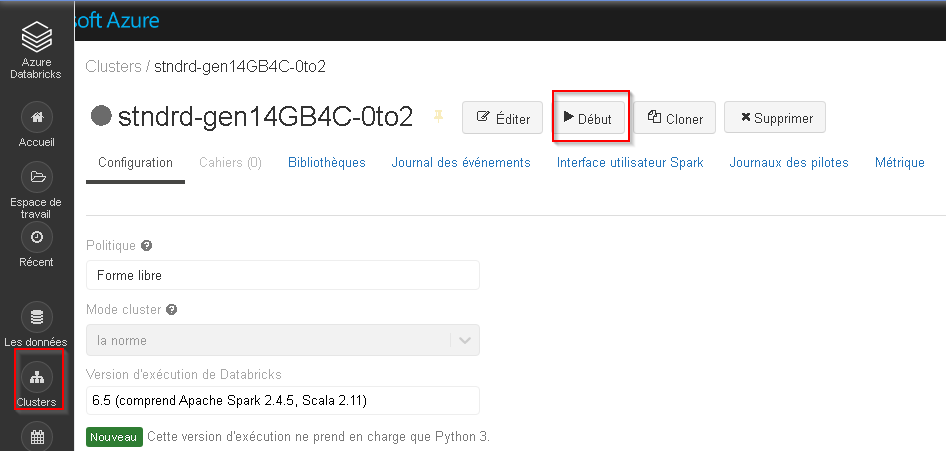 soft Azure
Azure
Databricks
Accueil
Espace de
travail
Récent
Les données
Clusters
Clusters / stndrd-gen14GB4C-0to2
stndrd-gen14GB4C-0to2
Éditer
Début
Cloner
Supprimer
Configuration
Cahiers (0)
Bibliothèques
Journal des événements
Interface utilisateur Spark
Journaux des pilotes
Métrique
Politique
Forme libre
Mode cluster
la norme
Version d'exécution de Databricks
6.5 (comprend Apache Spark 2.4.5, Scala 2.11)
Nouveau Cette version d'exécution ne prend en charge que Python 3.